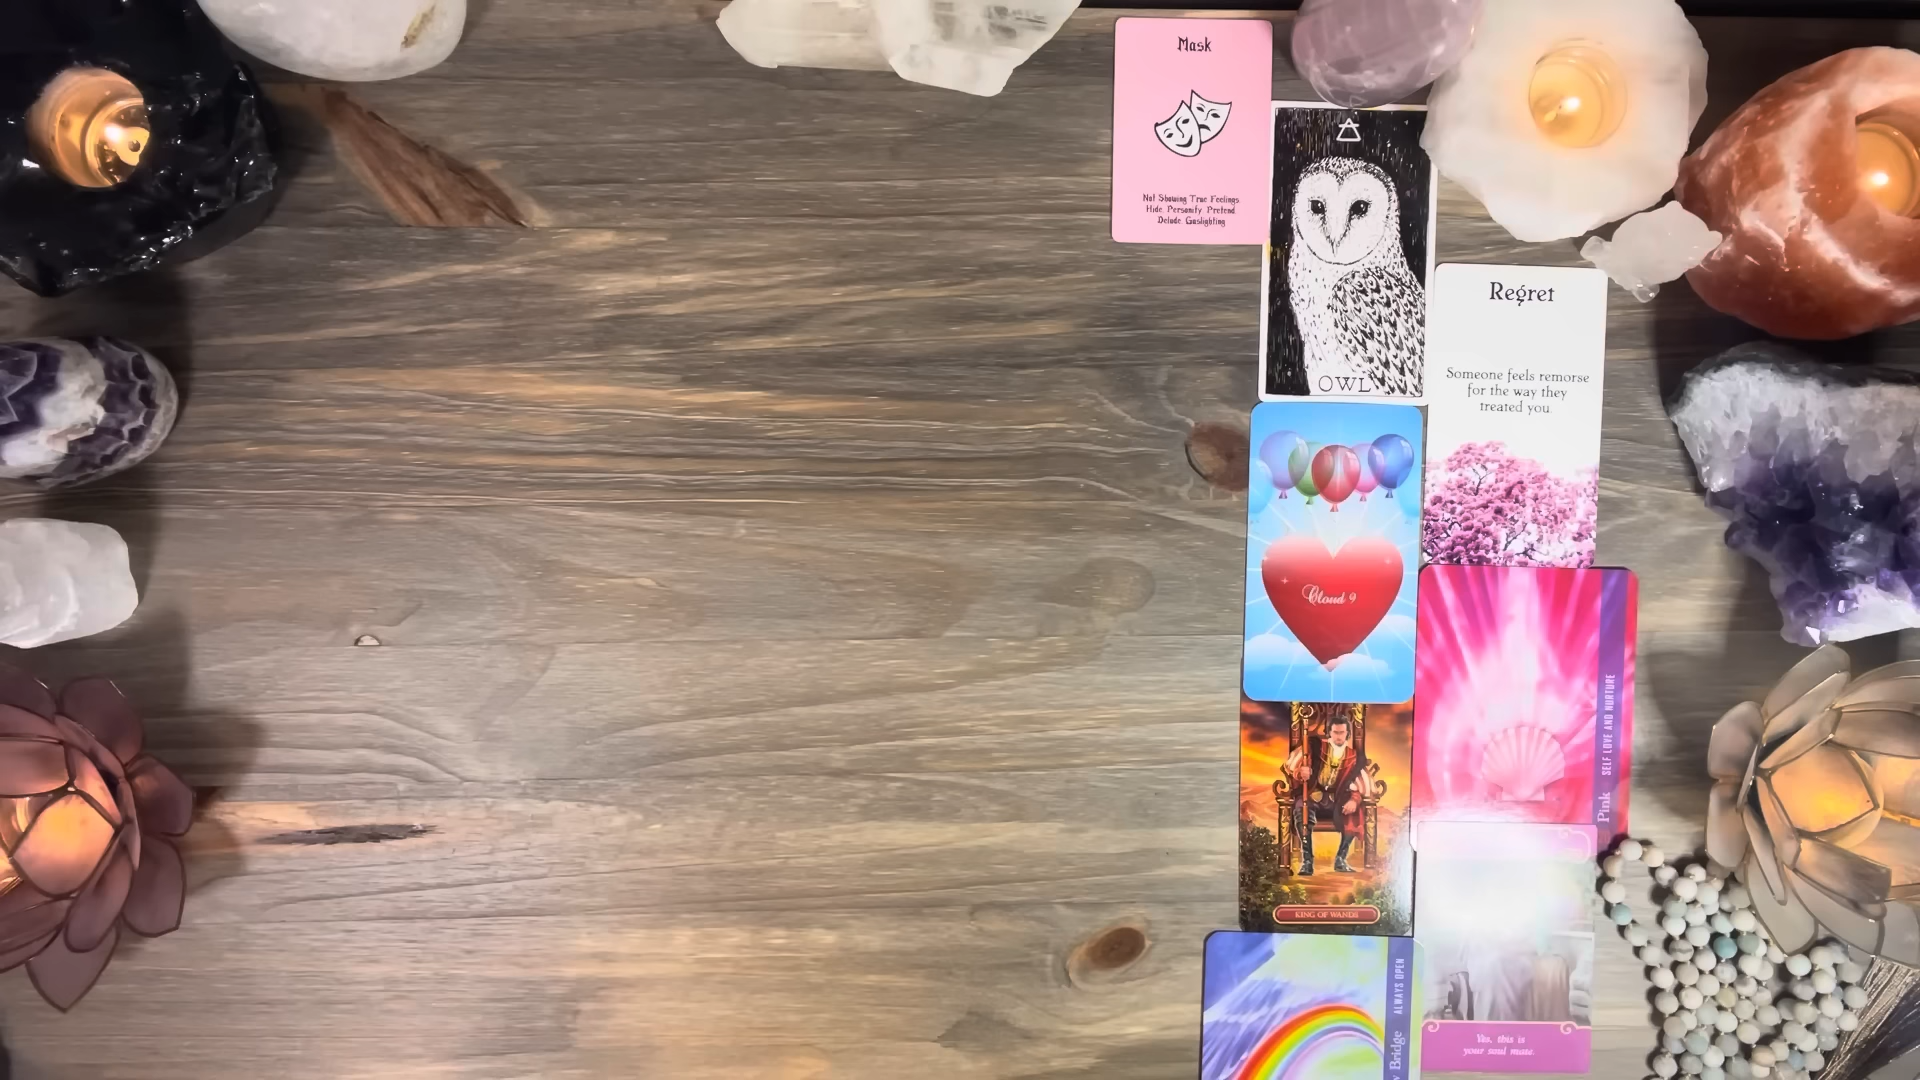 Mask
Not Showing True Feelings
Hide Personity Pretend
Delude Gaslighting
OWL
Regret
Someone feels remorse
for the way they
treated you.
Cloud 9
Pink SELF LOVE AND NURTURE
KING OF WANDS
Bridge ALWAYS OPEN
Yes, this is
your soul mate.